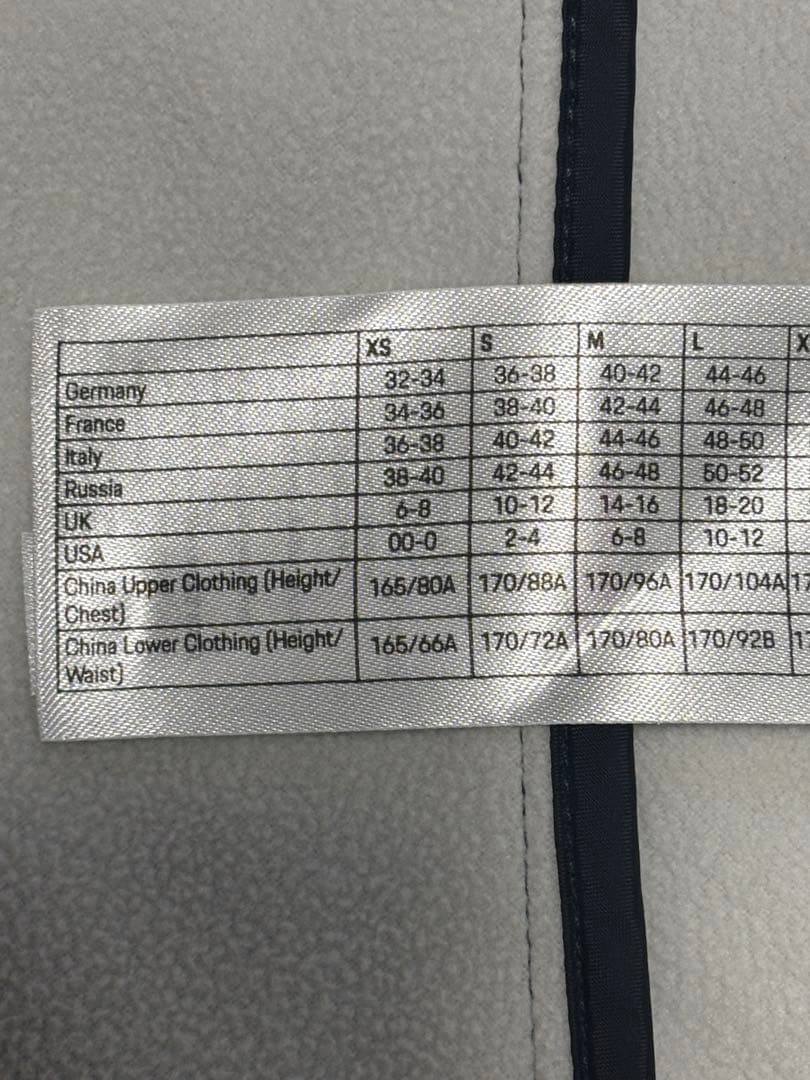 XS S M L X
Germany 32-34 36-38 40-42 44-46
France 34-36 38-40 42-44 46-48
Italy 36-38 40-42 44-46 48-50
Russia 38-40 42-44 46-48 50-52
UK 6-8 10-12 14-16 18-20
USA 00-0 2-4 6-8 10-12
China Upper Clothing (Height/ 165/80A 170/88A 170/96A 170/104A 17
Chest)
China Lower Clothing (Height/ 165/66A 170/72A 170/80A 170/92B 17
Waist)